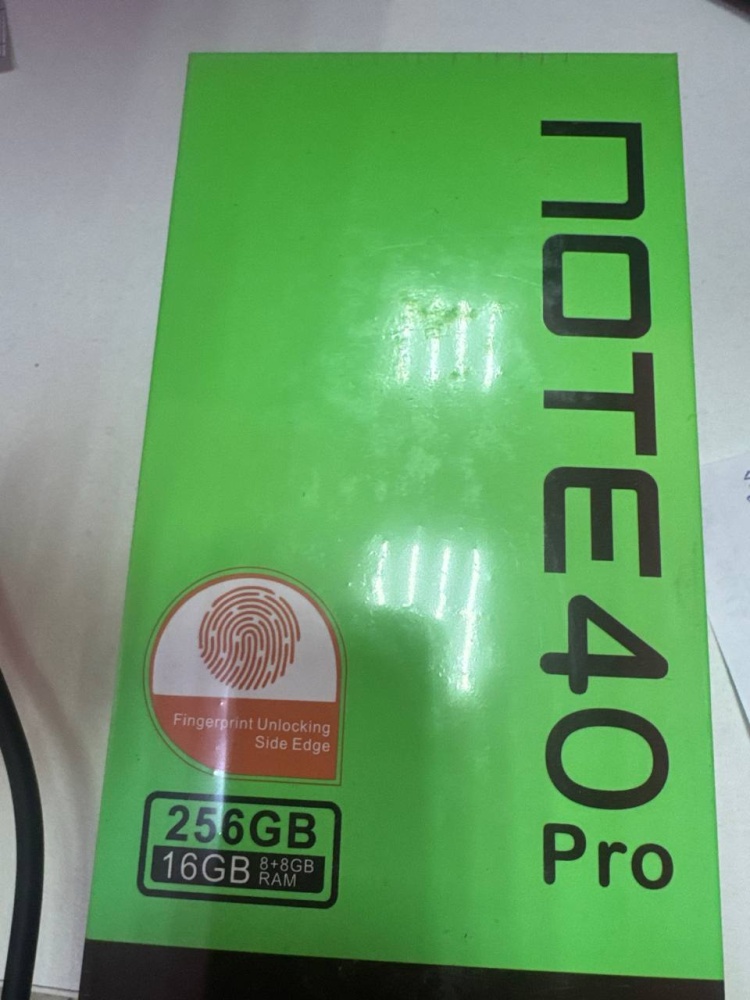 NOTE40
Pro
Fingerprint Unlocking
Side Edge
256GB
16GB 8+8GB
RAM